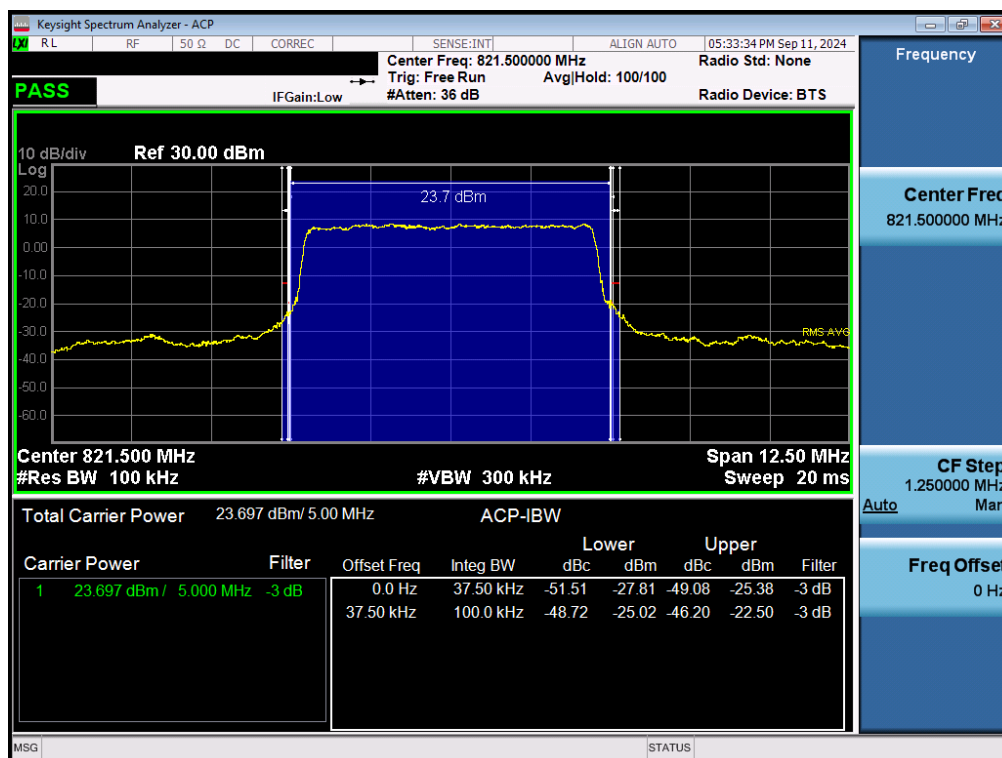 Keysight Spectrum Analyzer - ACP
LXI RL RF 50 Ω DC CORREC SENSE:INT ALIGN AUTO 05:33:34 PM Sep 11, 2024
Center Freq: 821.500000 MHz Radio Std: None
Trig: Free Run Avg|Hold: 100/100
PASS IFGain:Low #Atten: 36 dB Radio Device: BTS
10 dB/div Ref 30.00 dBm
Log
20.0
23.7 dBm
10.0
0.00
-10.0
-20.0
-30.0
RMS AVG
-40.0
-50.0
-60.0
Center 821.500 MHz Span 12.50 MHz
#Res BW 100 kHz #VBW 300 kHz Sweep 20 ms
Total Carrier Power 23.697 dBm/ 5.00 MHz ACP-IBW
Lower Upper
Carrier Power Filter Offset Freq Integ BW dBc dBm dBc dBm Filter
1 23.697 dBm / 5.000 MHz -3 dB 0.0 Hz 37.50 kHz -51.51 -27.81 -49.08 -25.38 -3 dB
37.50 kHz 100.0 kHz -48.72 -25.02 -46.20 -22.50 -3 dB
Frequency
Center Freq
821.500000 MHz
CF Step
1.250000 MHz
Auto Man
Freq Offset
0 Hz
MSG STATUS